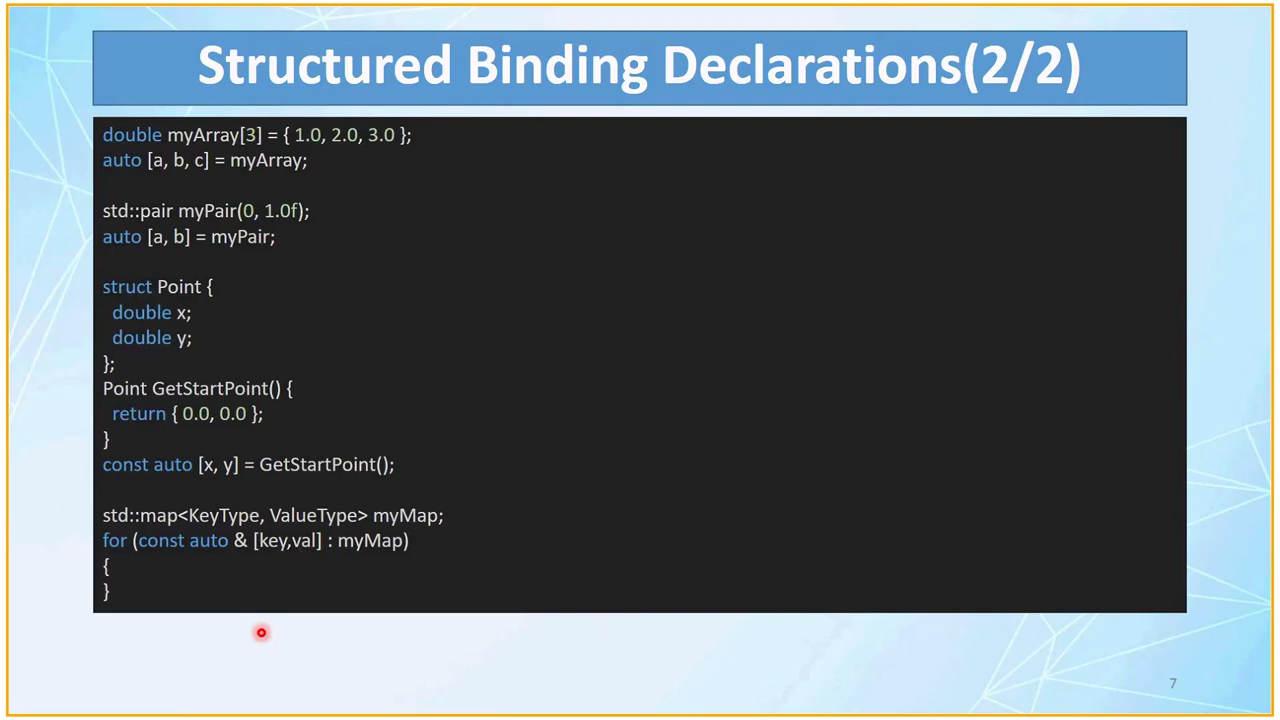 Structured Binding Declarations(2/2)
double myArray[3] = { 1.0, 2.0, 3.0 };
auto [a, b, c] = myArray;
std::pair myPair(0, 1.0f);
auto [a, b] = myPair;
struct Point {
double x;
double y;
};
Point GetStartPoint() {
return { 0.0, 0.0 };
}
const auto [x, y] = GetStartPoint();
std::map<KeyType, ValueType> myMap;
for (const auto & [key,val] : myMap)
{
}
7